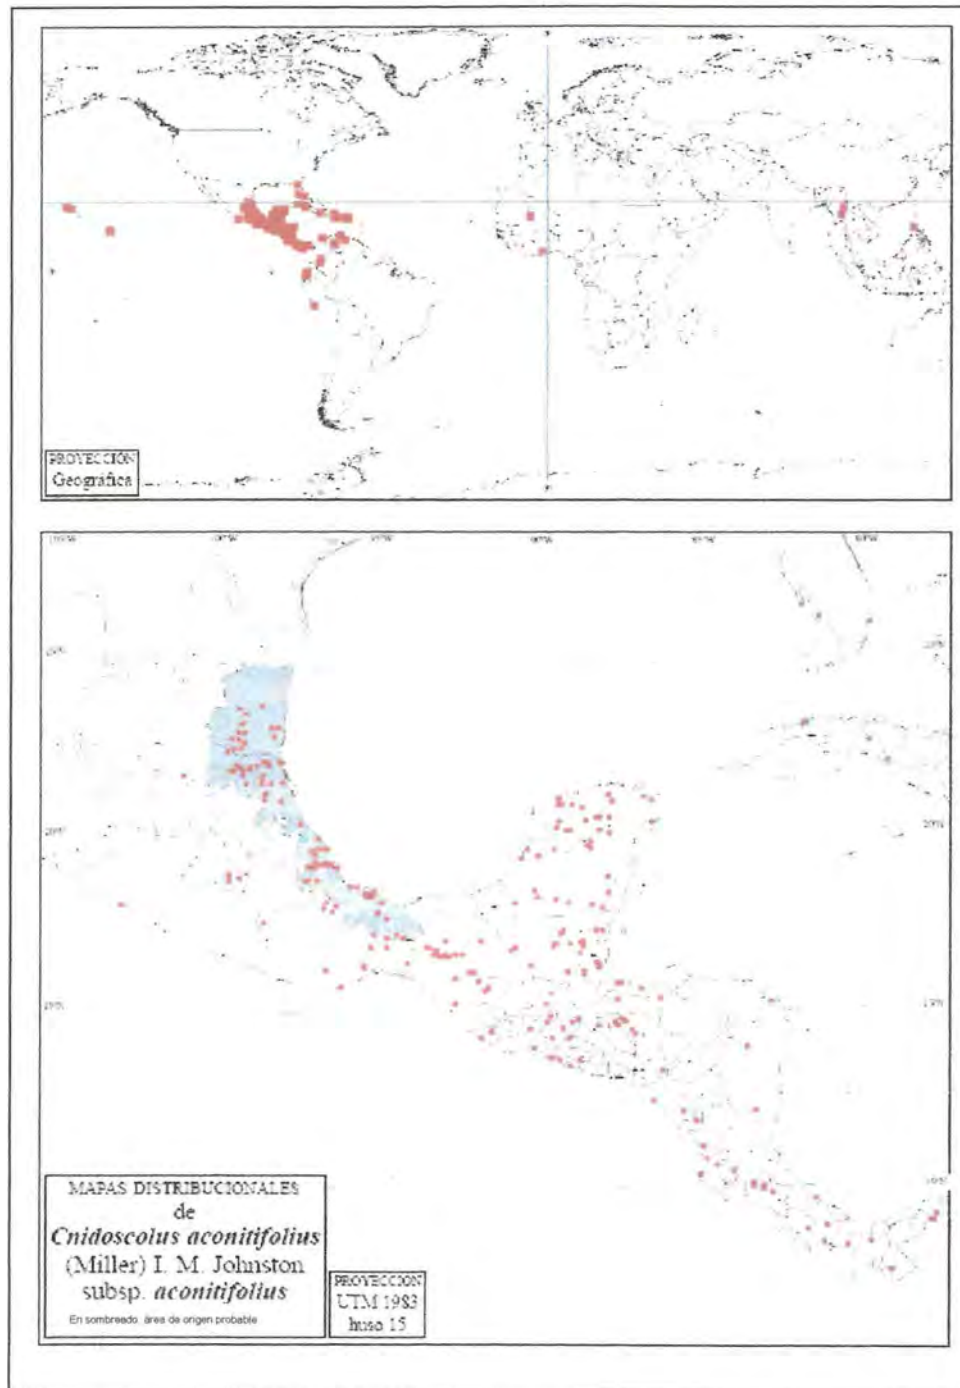 PROYECCIÓN
Geográfica
MAPAS DISTRIBUCIONALES
de
Cnidoscolus aconitifolius
(Miller) I. M. Johnston
subsp. aconitifolius
En sombreado área de origen probable
PROYECCIÓN
UTM 1983
huso 15